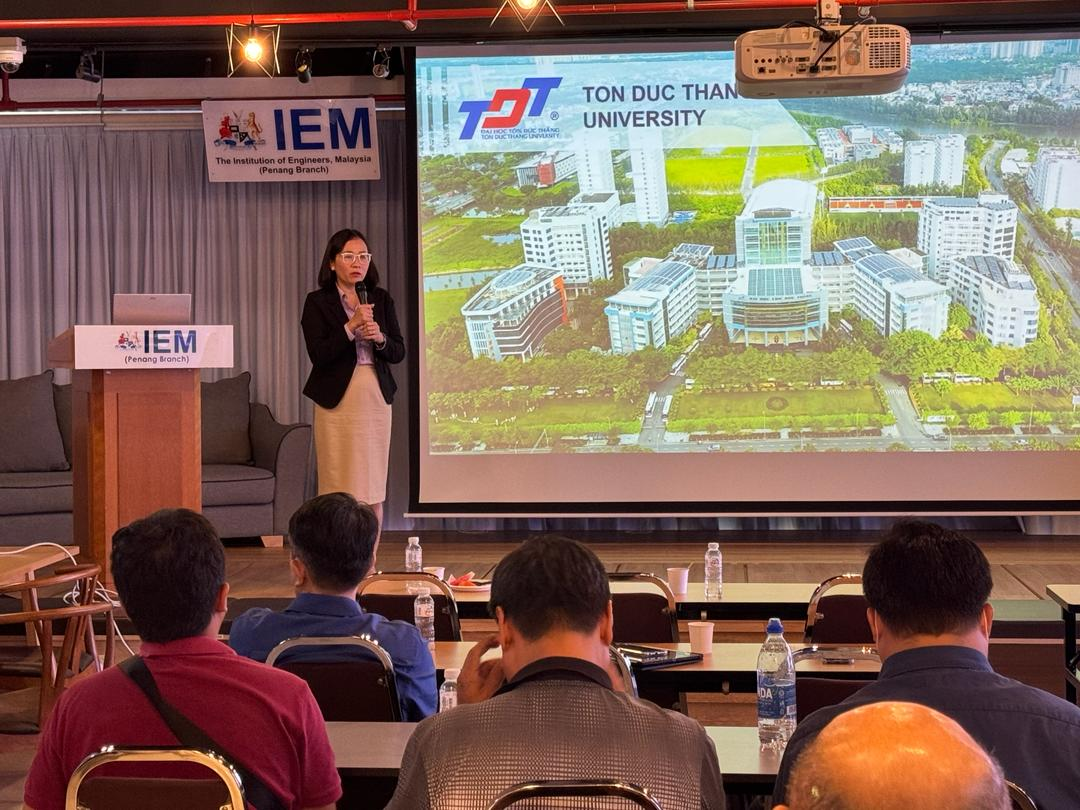 IEM
The Institution of Engineers, Malaysia
(Penang Branch)
TDT
®
ĐẠI HỌC TÔN ĐỨC THẮNG
TON DUC THANG UNIVERSITY
TON DUC THAN
UNIVERSITY
IEM
(Penang Branch)